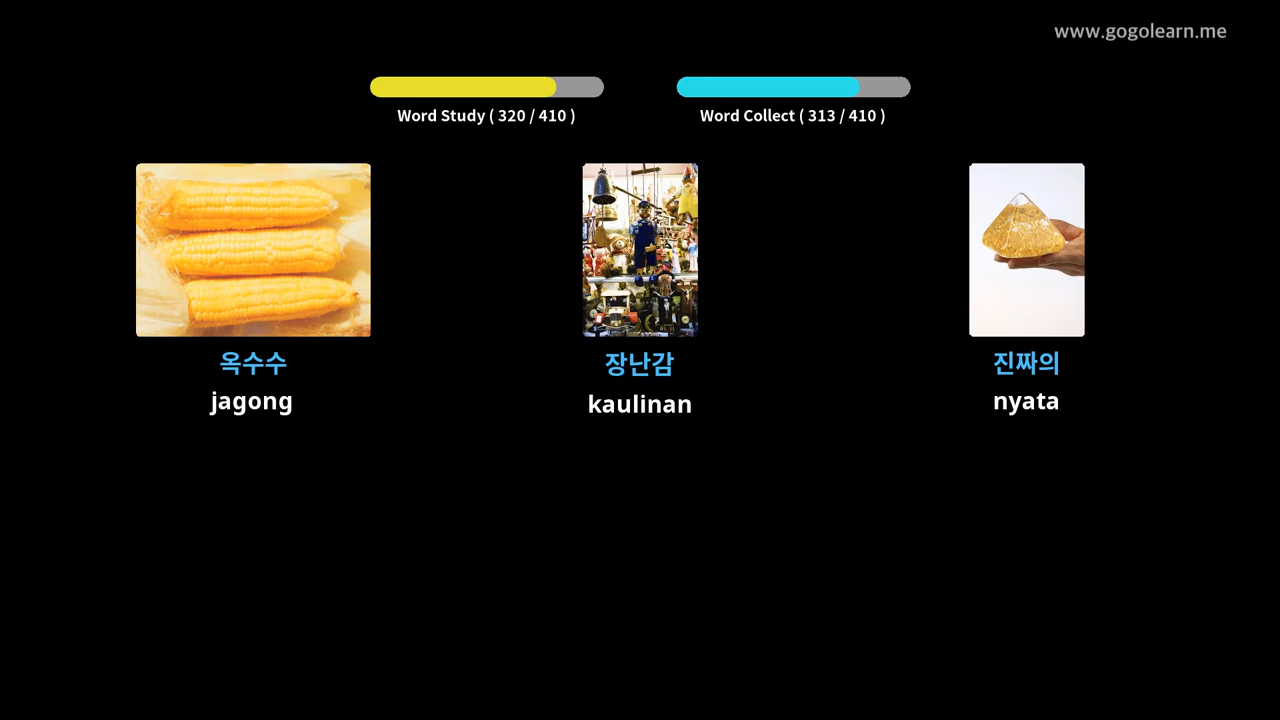 www.gogolearn.me
Word Study ( 320 / 410 )
Word Collect ( 313 / 410 )
옥수수
jagong
장난감
kaulinan
진짜의
nyata